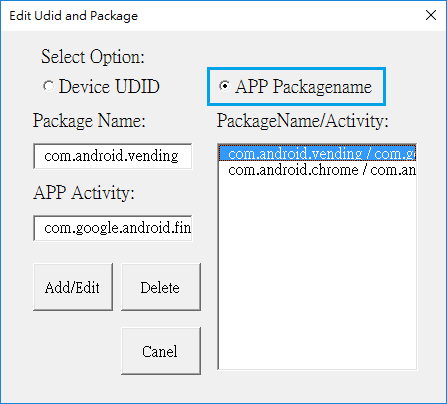 Edit Udid and Package
Select Option:
Device UDID
APP Packagename
Package Name:
com.android.vending
APP Activity:
com.google.android.fin
Add/Edit
Delete
Canel
PackageName/Activity:
com.android.vending / com.g
com.android.chrome / com.an